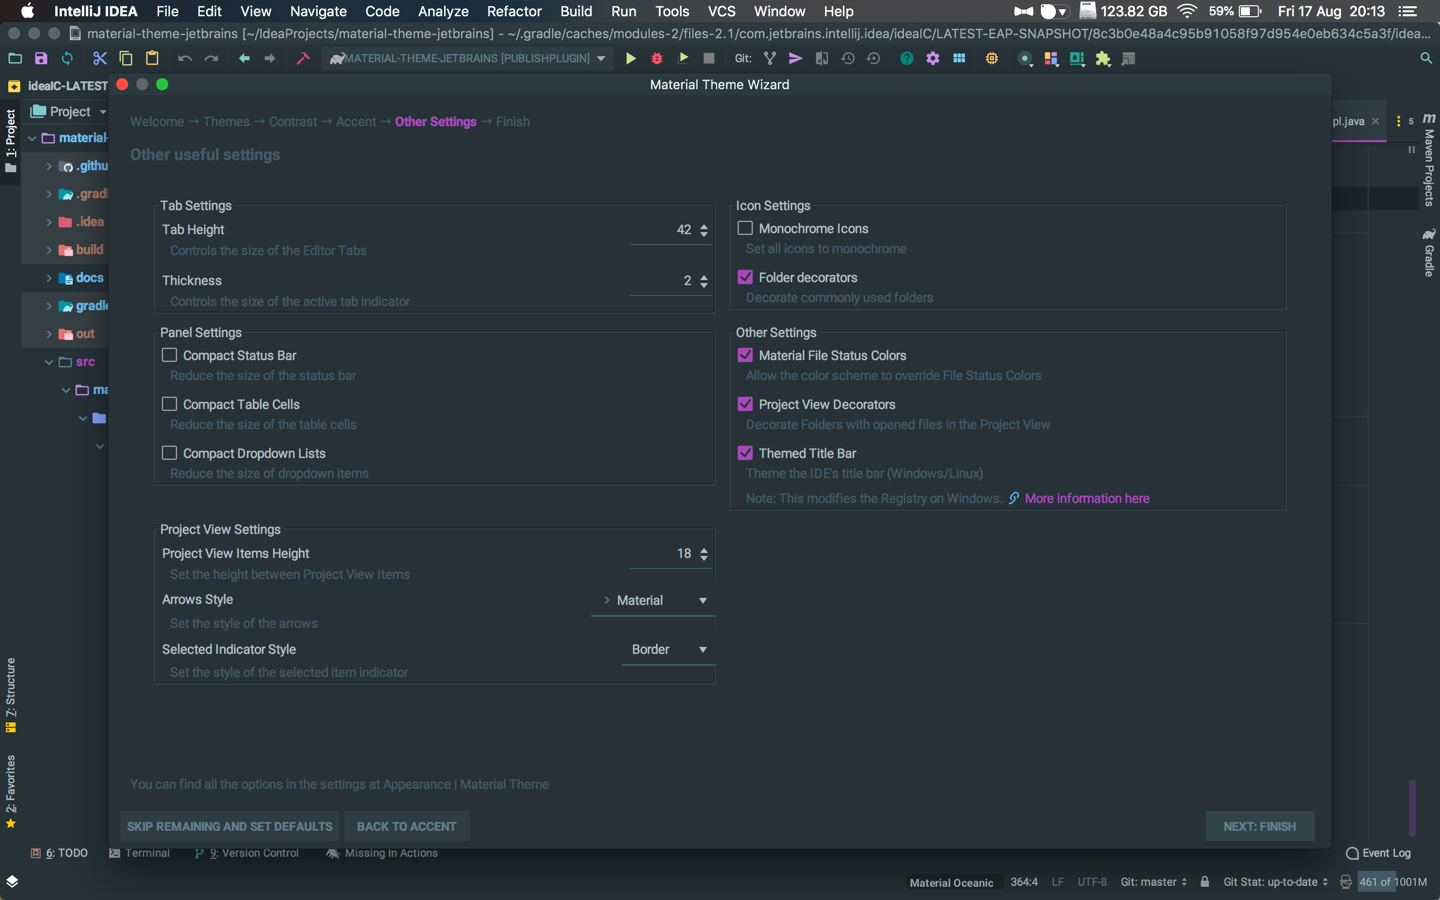 IntelliJ IDEA File Edit View Navigate Code Analyze Refactor Build Run Tools VCS Window Help 123.82 GB 59% Fri 17 Aug 20:13
material-theme-jetbrains [~/IdeaProjects/material-theme-jetbrains] - ~/.gradle/caches/modules-2/files-2.1/com.jetbrains.intellij.idea/ideaIC/LATEST-EAP-SNAPSHOT/8c3b0e48a4c95b91058f97d954e0eb634c5a3f/idea...
MATERIAL-THEME-JETBRAINS [PUBLISHPLUGIN] Git:
ideaIC-LATEST
Material Theme Wizard
1: Project
Project
material-
.githu
.grad
.idea
build
docs
gradle
out
src
ma
Welcome → Themes → Contrast → Accent → Other Settings → Finish
Other useful settings
Tab Settings
Tab Height 42
Controls the size of the Editor Tabs
Thickness 2
Controls the size of the active tab indicator
Panel Settings
Compact Status Bar
Reduce the size of the status bar
Compact Table Cells
Reduce the size of the table cells
Compact Dropdown Lists
Reduce the size of dropdown items
Project View Settings
Project View Items Height 18
Set the height between Project View Items
Arrows Style Material
Set the style of the arrows
Selected Indicator Style Border
Set the style of the selected item indicator
Icon Settings
Monochrome Icons
Set all icons to monochrome
Folder decorators
Decorate commonly used folders
Other Settings
Material File Status Colors
Allow the color scheme to override File Status Colors
Project View Decorators
Decorate Folders with opened files in the Project View
Themed Title Bar
Theme the IDE's title bar (Windows/Linux)
Note: This modifies the Registry on Windows. More information here
You can find all the options in the settings at Appearance | Material Theme
SKIP REMAINING AND SET DEFAULTS BACK TO ACCENT NEXT: FINISH
pl.java 5
m Maven Projects
Gradle
7: Structure
2: Favorites
6: TODO Terminal 9: Version Control Missing In Actions Event Log
Material Oceanic 364:4 LF UTF-8 Git: master Git Stat: up-to-date 461 of 1001M